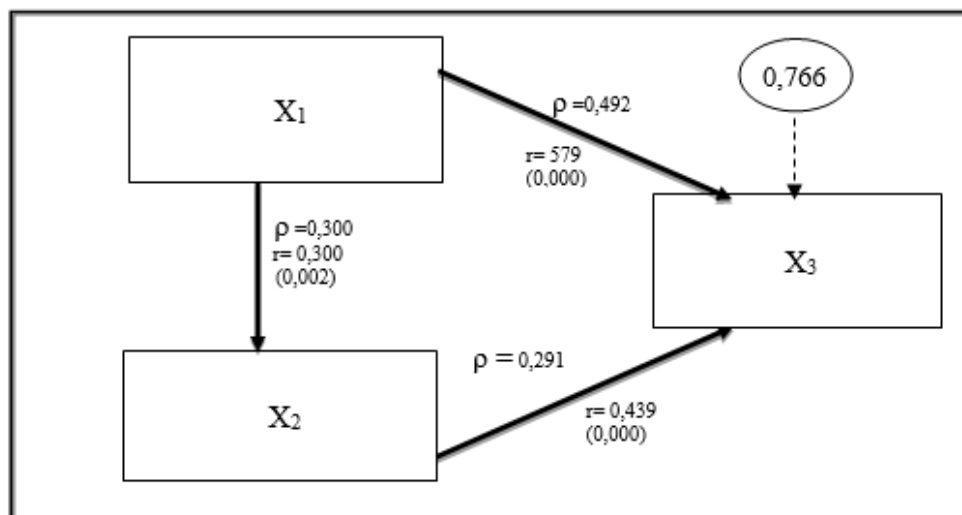 X₁
0,766
ρ =0,492
r= 579
(0,000)
ρ =0,300
r= 0,300
(0,002)
X₃
ρ = 0,291
X₂
r= 0,439
(0,000)